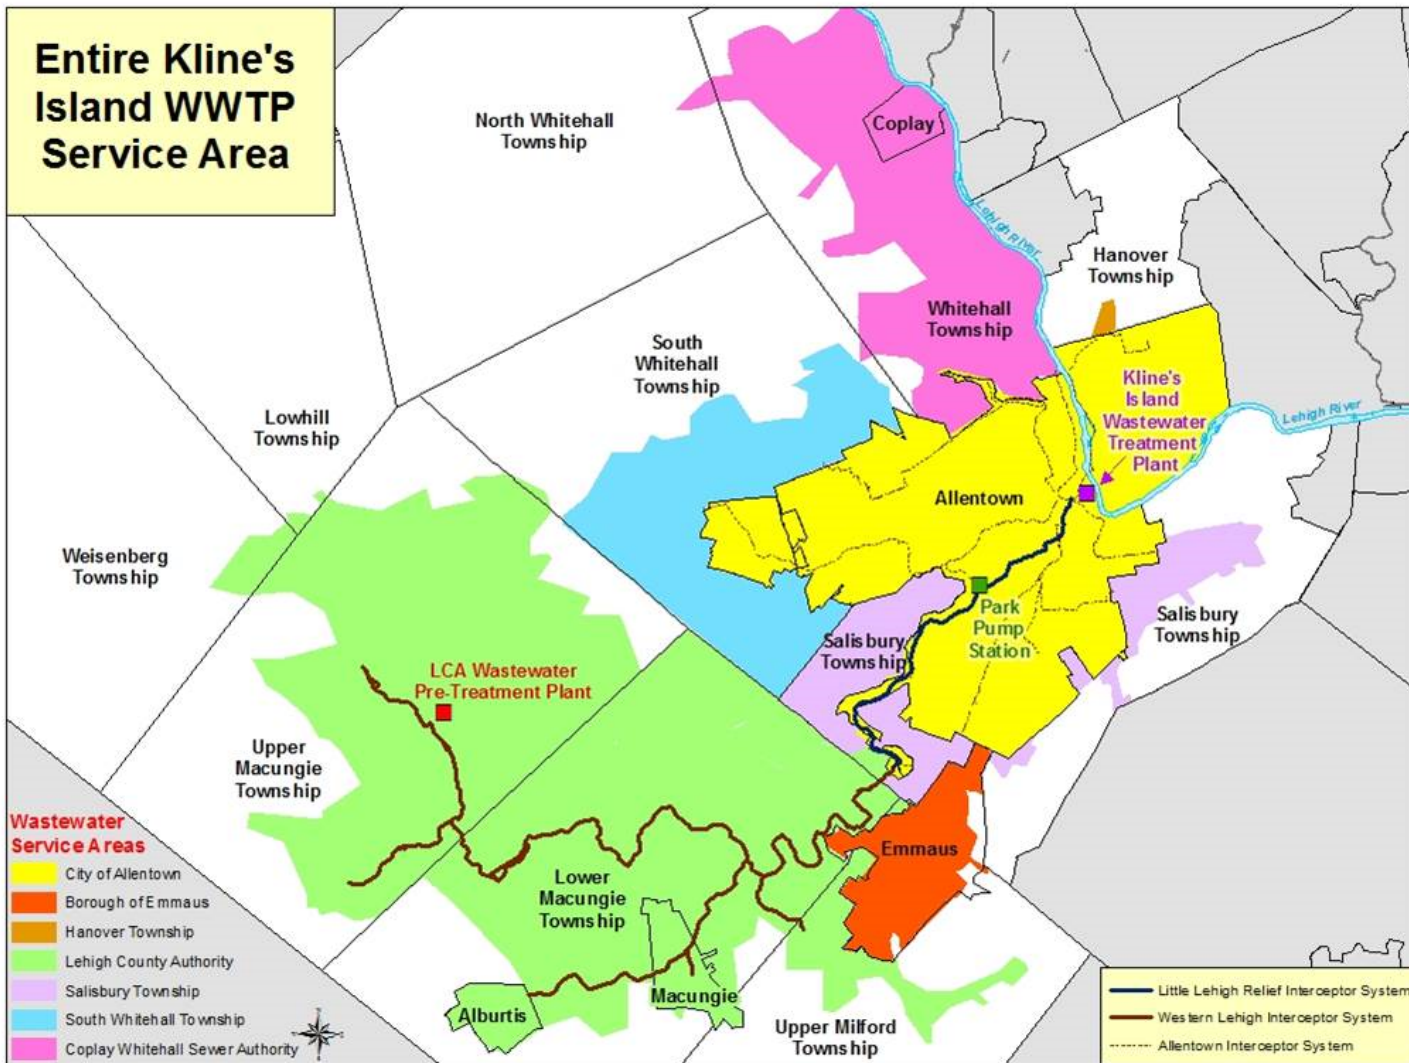 Entire Kline's
Island WWTP
Service Area
North Whitehall
Township
Coplay
Lehigh River
Hanover
Township
Whitehall
Township
South
Whitehall
Township
Kline's
Island
Wastewater
Treatment
Plant
Lehigh River
Lowhill
Township
Allentown
Weisenberg
Township
Park
Pump
Station
Salisbury
Township
Salisbury
Township
LCA Wastewater
Pre-Treatment Plant
Upper
Macungie
Township
Emmaus
Lower
Macungie
Township
Macungie
Alburtis
Upper Milford
Township
Wastewater
Service Areas
City of Allentown
Borough of Emmaus
Hanover Township
Lehigh County Authority
Salisbury Township
South Whitehall Township
Coplay Whitehall Sewer Authority
Little Lehigh Relief Interceptor System
Western Lehigh Interceptor System
Allentown Interceptor System